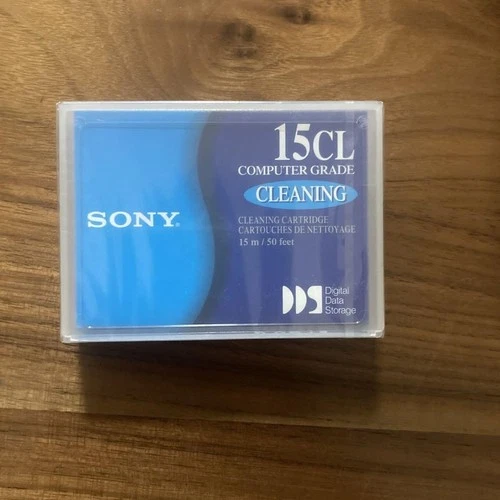 SONY®
15CL
COMPUTER GRADE
CLEANING
CLEANING CARTRIDGE
CARTOUCHES DE NETTOYAGE
15 m / 50 feet
DDS
Digital
Data
Storage